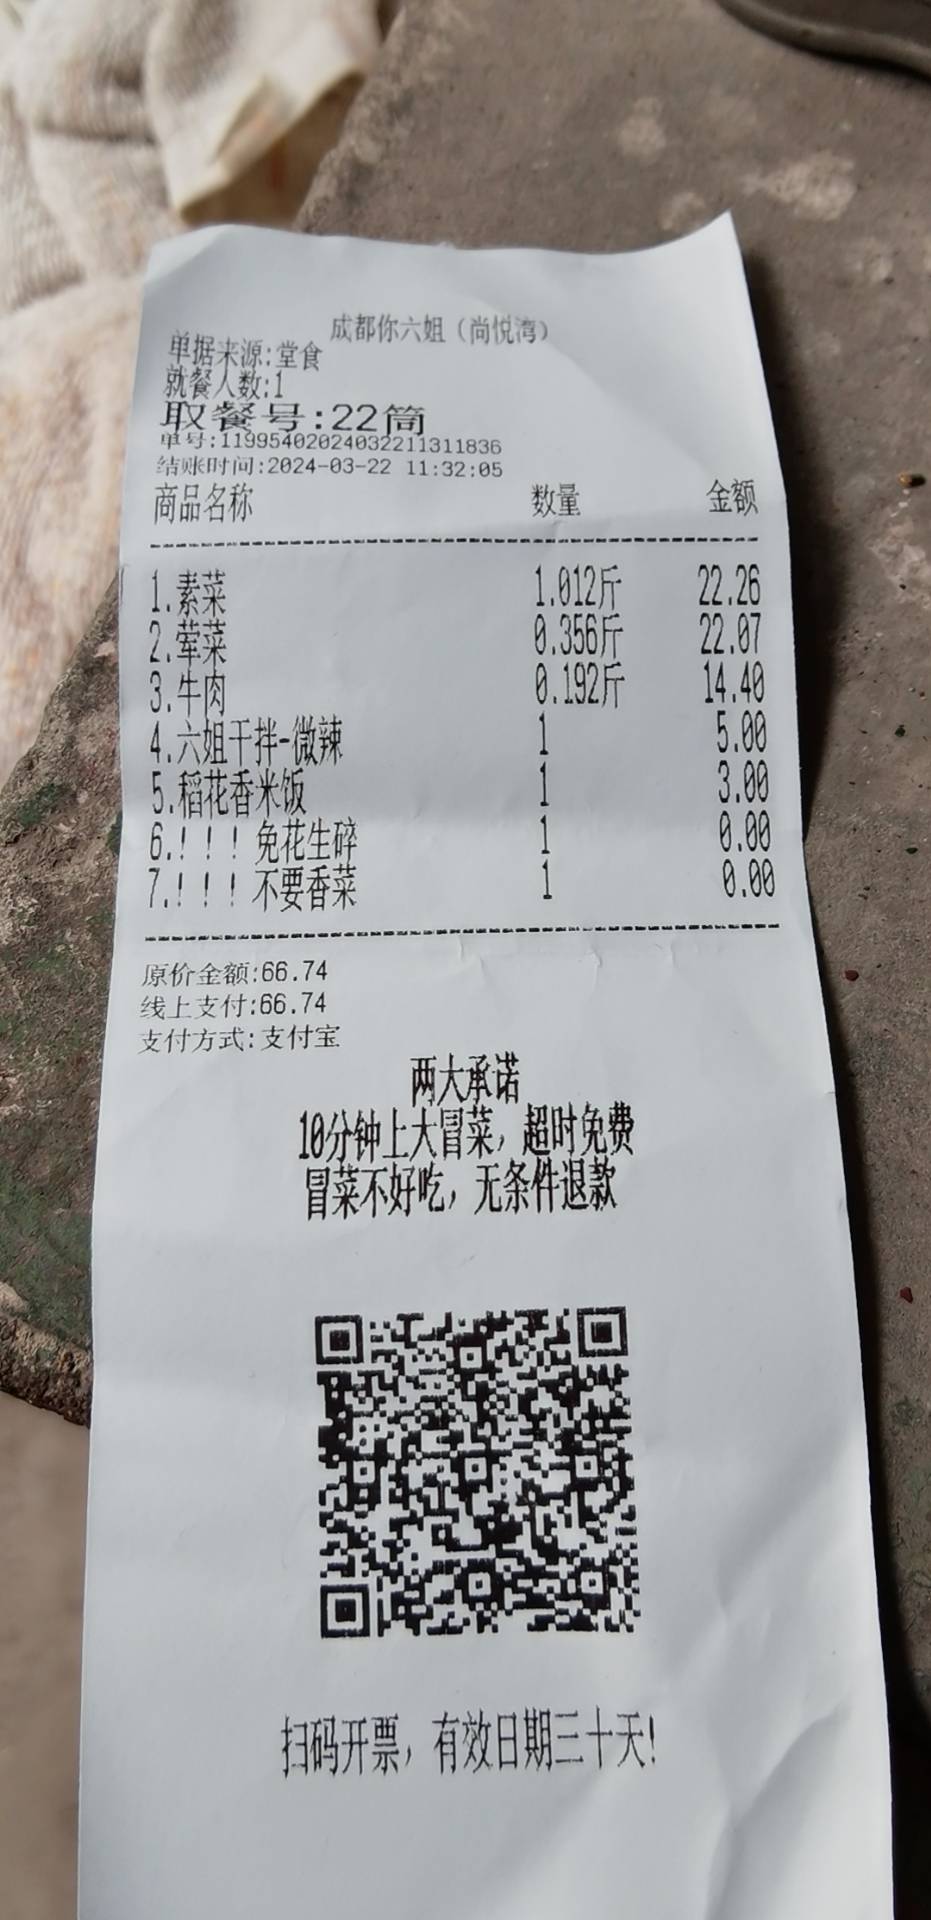 成都你六姐（尚悦湾）
单据来源:堂食
就餐人数:1
取餐号:22筒
单号:11995402024032211311836
结账时间:2024-03-22 11:32:05
商品名称 数量 金额
1.素菜 1.012斤 22.26
2.荤菜 0.356斤 22.07
3.牛肉 0.192斤 14.40
4.六姐干拌-微辣 1 5.00
5.稻花香米饭 1 3.00
6.！！！免花生碎 1 0.00
7.！！！不要香菜 1 0.00
原价金额:66.74
线上支付:66.74
支付方式:支付宝
两大承诺
10分钟上大冒菜，超时免费
冒菜不好吃，无条件退款
扫码开票，有效日期三十天!